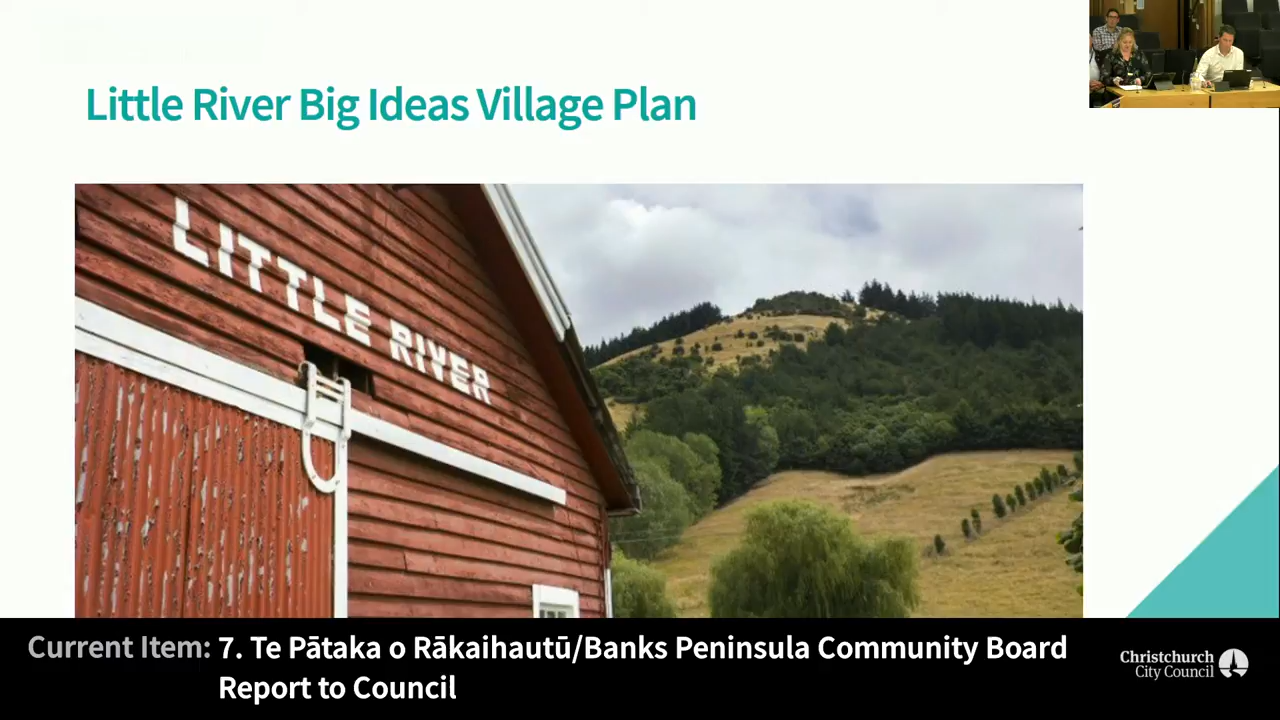 Little River Big Ideas Village Plan
LITTLE RIVER
Current Item: 7. Te Pātaka o Rākaihautū/Banks Peninsula Community Board
Report to Council
Christchurch
City Council